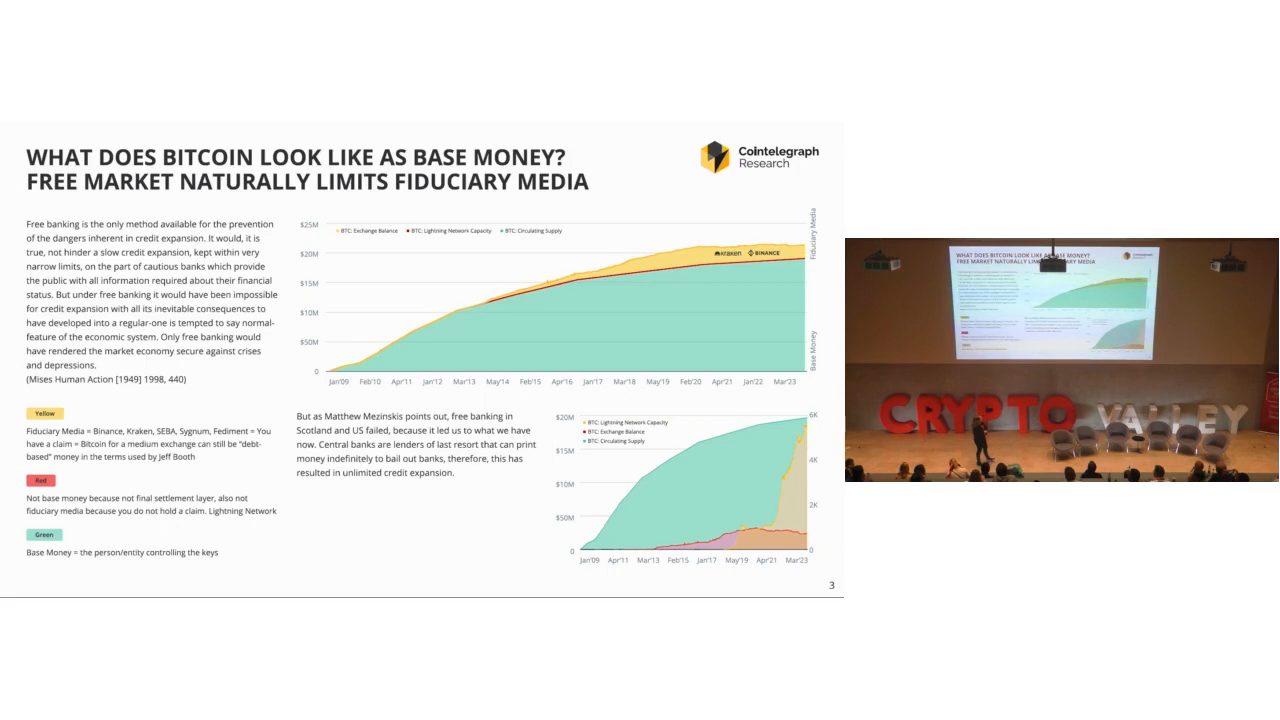 WHAT DOES BITCOIN LOOK LIKE AS BASE MONEY?
FREE MARKET NATURALLY LIMITS FIDUCIARY MEDIA
Cointelegraph
Research
Free banking is the only method available for the prevention
of the dangers inherent in credit expansion. It would, it is
true, not hinder a slow credit expansion, kept within very
narrow limits, on the part of cautious banks which provide
the public with all information required about their financial
status. But under free banking it would have been impossible
for credit expansion with all its inevitable consequences to
have developed into a regular-one is tempted to say normal-
feature of the economic system. Only free banking would
have rendered the market economy secure against crises
and depressions.
(Mises Human Action [1949] 1998, 440)
Yellow
Fiduciary Media = Binance, Kraken, SEBA, Sygnum, Fediment = You
have a claim = Bitcoin for a medium exchange can still be "debt-
based" money in the terms used by Jeff Booth
Red
Not base money because not final settlement layer, also not
fiduciary media because you do not hold a claim. Lightning Network
Green
Base Money = the person/entity controlling the keys
BTC: Exchange Balance BTC: Lightning Network Capacity BTC: Circulating Supply
$25M
$20M
$15M
$10M
$50M
0
kraken BINANCE
Fiduciary Media
Base Money
Jan'09 Feb'10 Apr'11 Jan'12 Mar'13 May'14 Feb'15 Apr'16 Jan'17 Mar'18 May'19 Feb'20 Apr'21 Jan'22 Mar'23
But as Matthew Mezinskis points out, free banking in
Scotland and US failed, because it led us to what we have
now. Central banks are lenders of last resort that can print
money indefinitely to bail out banks, therefore, this has
resulted in unlimited credit expansion.
BTC: Lightning Network Capacity
BTC: Exchange Balance
BTC: Circulating Supply
$20M
$15M
$10M
$50M
0
6K
4K
2K
0
Jan'09 Apr'11 Mar'13 Feb'15 Jan'17 May'19 Apr'21 Mar'23
3
WHAT DOES BITCOIN LOOK LIKE AS BASE MONEY?
FREE MARKET NATURALLY LIMITS FIDUCIARY MEDIA
CRYPTO VALLEY